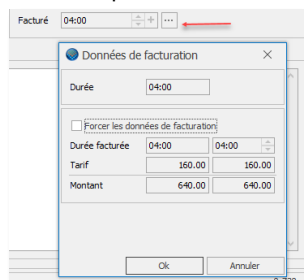 Facturé 04:00 + ...
Données de facturation
Durée 04:00
Forcer les données de facturation
Durée facturée 04:00 04:00
Tarif 160.00 160.00
Montant 640.00 640.00
Ok Annuler